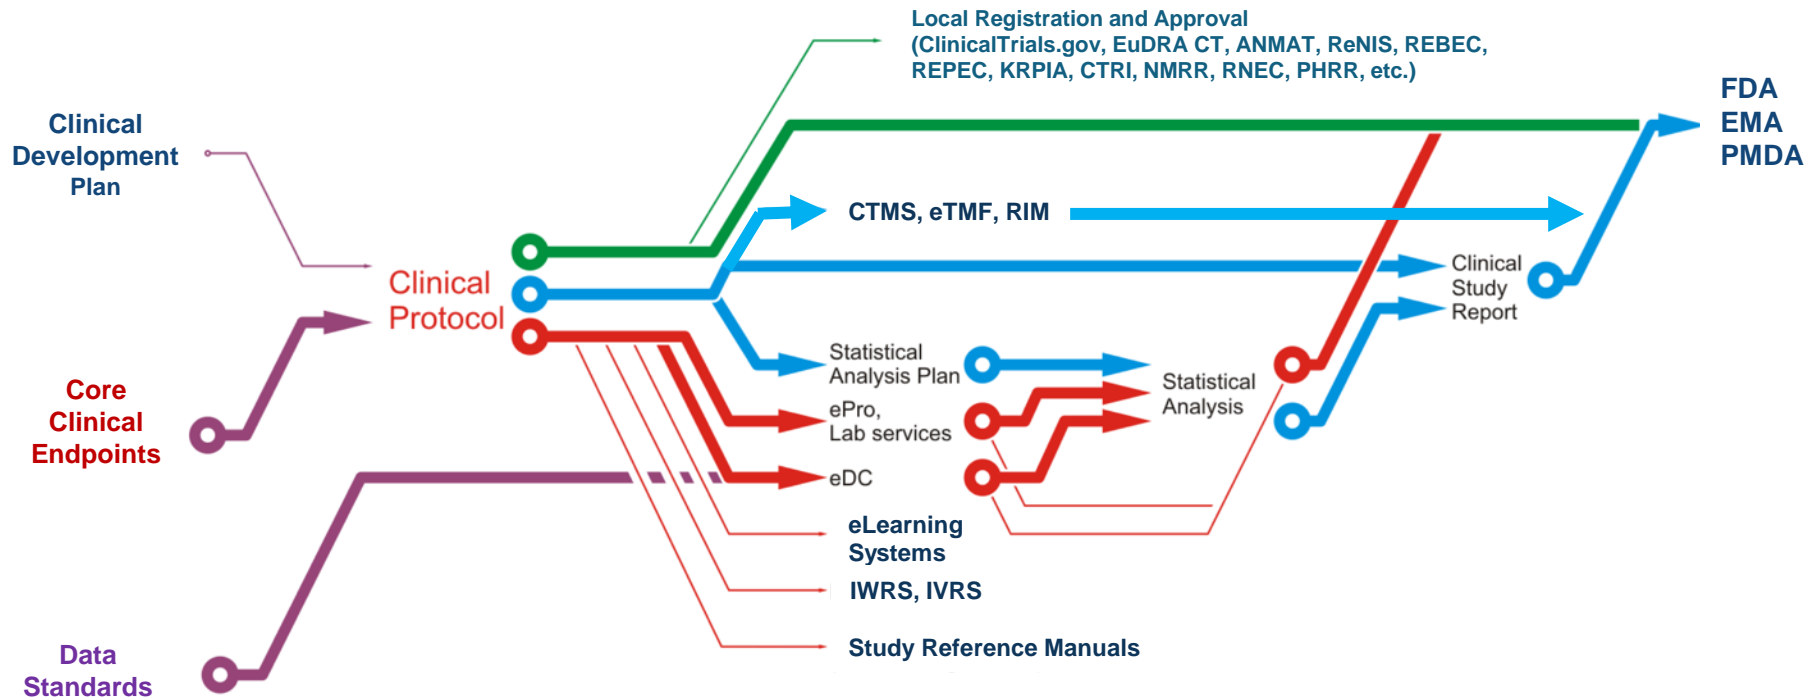 Local Registration and Approval
(ClinicalTrials.gov, EuDRA CT, ANMAT, ReNIS, REBEC,
REPEC, KRPIA, CTRI, NMRR, RNEC, PHRR, etc.)
FDA
EMA
PMDA
Clinical
Development
Plan
CTMS, eTMF, RIM
Clinical
Protocol
Clinical
Study
Report
Statistical
Analysis Plan
Statistical
Analysis
Core
Clinical
Endpoints
ePro,
Lab services
eDC
eLearning
Systems
IWRS, IVRS
Study Reference Manuals
Data
Standards